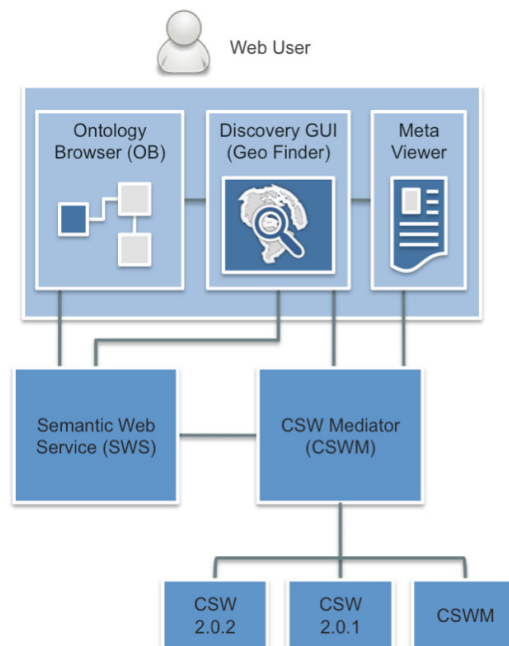 Web User
Ontology
Browser (OB)
Discovery GUI
(Geo Finder)
Meta
Viewer
Semantic Web
Service (SWS)
CSW Mediator
(CSWM)
CSW
2.0.2
CSW
2.0.1
CSWM